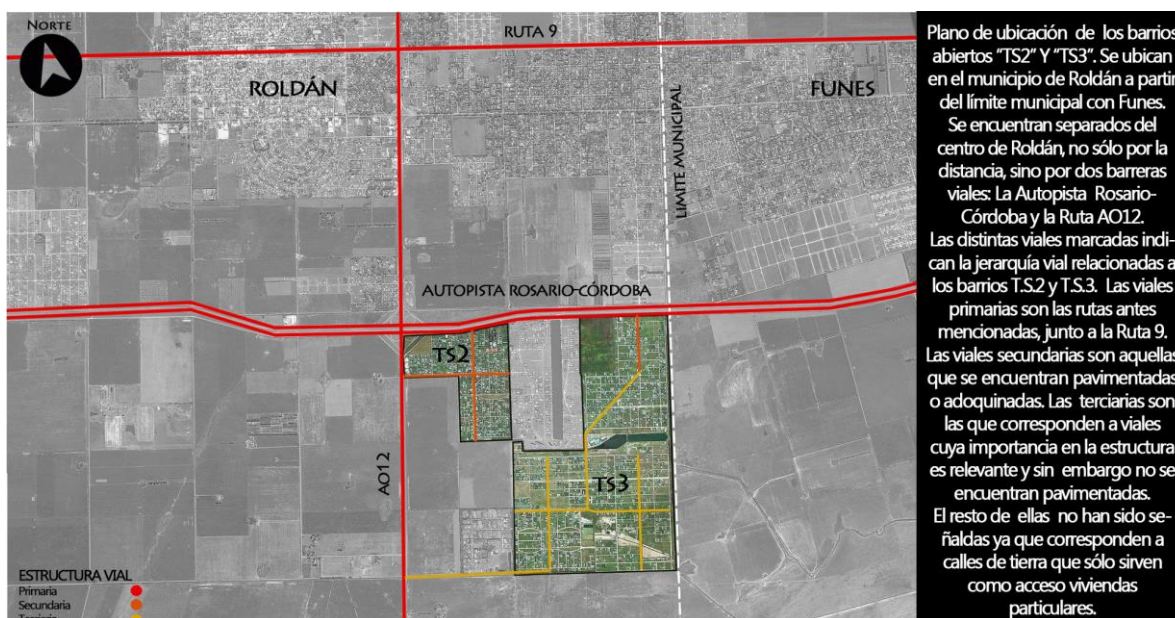 NORTE
RUTA 9
ROLDÁN
FUNES
LÍMITE MUNICIPAL
AUTOPISTA ROSARIO-CÓRDOBA
TS2
TS3
AO12
ESTRUCTURA VIAL
Primaria
Secundaria
Terciaria
Plano de ubicación de los barrios
abiertos "TS2" Y "TS3". Se ubican
en el municipio de Roldán a partir
del límite municipal con Funes.
Se encuentran separados del
centro de Roldán, no sólo por la
distancia, sino por dos barreras
viales: La Autopista Rosario-
Córdoba y la Ruta AO12.
Las distintas viales marcadas indi-
can la jerarquía vial relacionadas a
los barrios T.S.2 y T.S.3. Las viales
primarias son las rutas antes
mencionadas, junto a la Ruta 9.
Las viales secundarias son aquellas
que se encuentran pavimentadas
o adoquinadas. Las terciarias son
las que corresponden a viales
cuya importancia en la estructura
es relevante y sin embargo no se
encuentran pavimentadas.
El resto de ellas no han sido se-
ñaldas ya que corresponden a
calles de tierra que sólo sirven
como acceso viviendas
particulares.